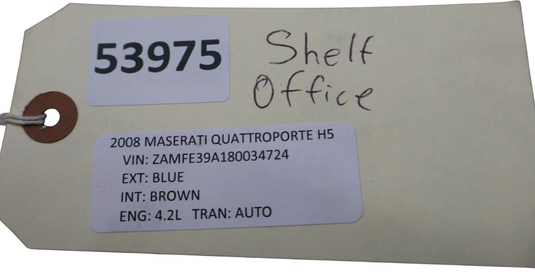 53975
Shelf
Office
2008 MASERATI QUATTROPORTE H5
VIN: ZAMFE39A180034724
EXT: BLUE
INT: BROWN
ENG: 4.2L TRAN: AUTO